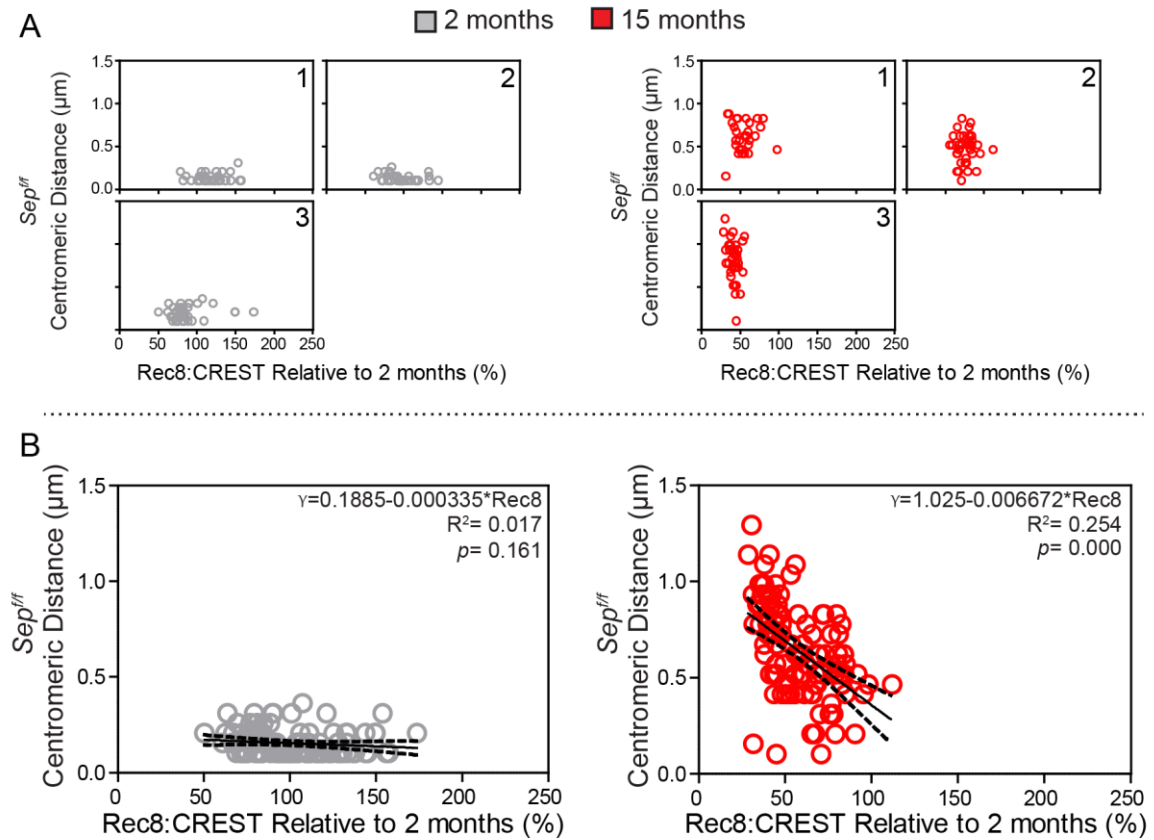 A
2 months
15 months
Sep^f/f
Centromeric Distance (μm)
1.5
1.0
0.5
0.0
1
2
3
0 50 100 150 200 250
Rec8:CREST Relative to 2 months (%)
Sep^f/f
Centromeric Distance (μm)
1.5
1.0
0.5
0.0
1
2
3
0 50 100 150 200 250
Rec8:CREST Relative to 2 months (%)
B
Sep^f/f
Centromeric Distance (μm)
1.5
1.0
0.5
0.0
γ=0.1885-0.000335*Rec8
R²= 0.017
p= 0.161
0 50 100 150 200 250
Rec8:CREST Relative to 2 months (%)
Sep^f/f
Centromeric Distance (μm)
1.5
1.0
0.5
0.0
γ=1.025-0.006672*Rec8
R²= 0.254
p= 0.000
0 50 100 150 200 250
Rec8:CREST Relative to 2 months (%)